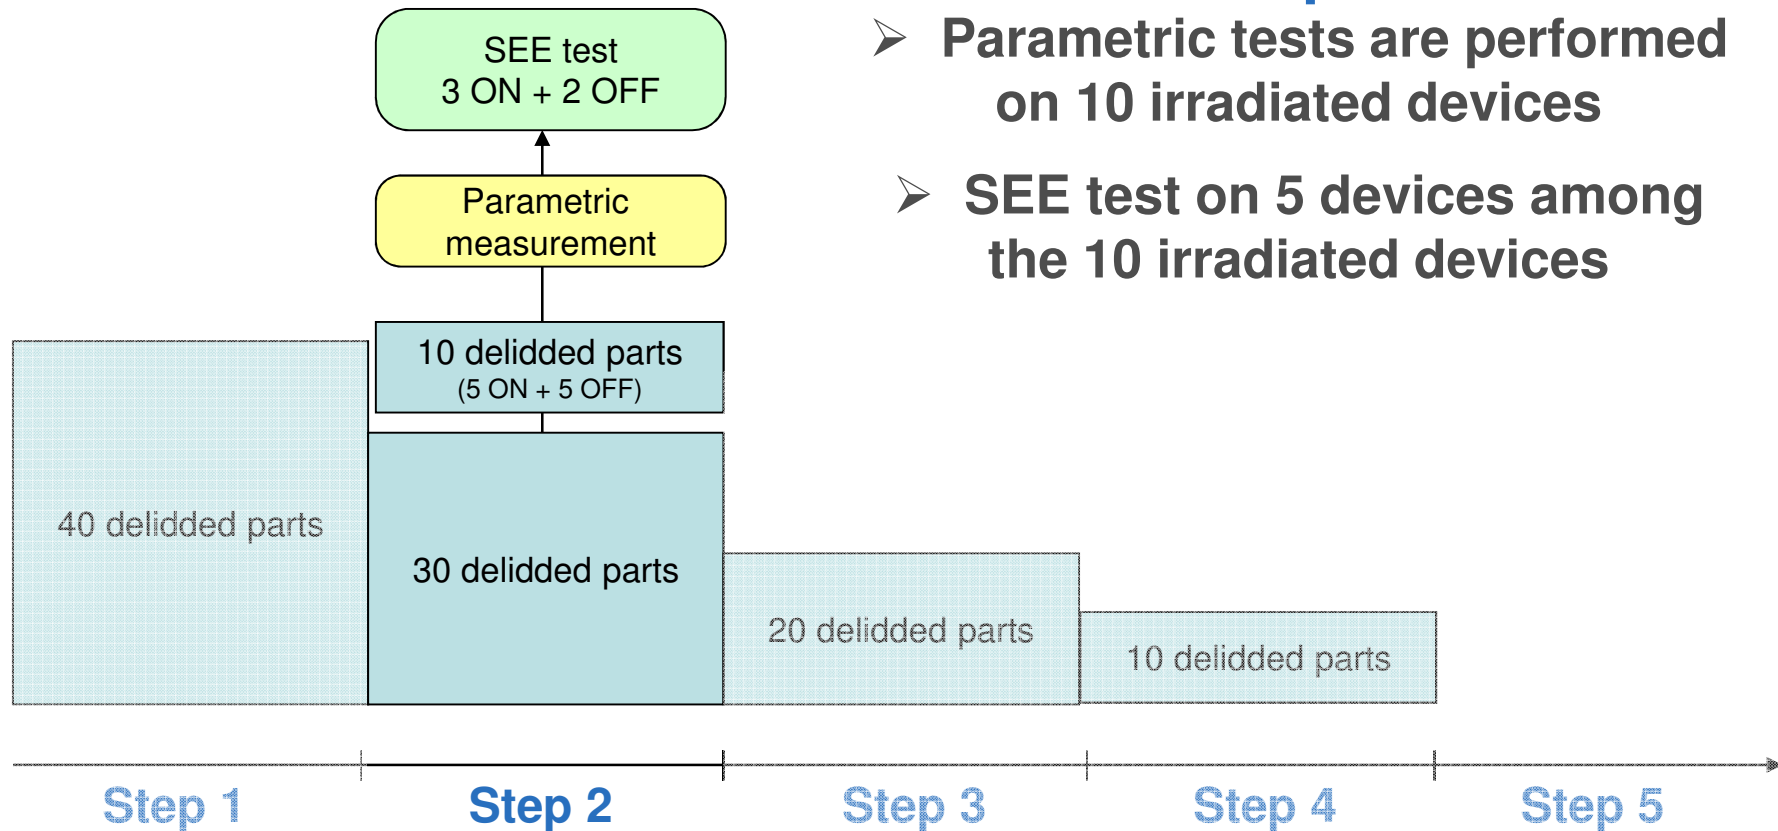 SEE test
3 ON + 2 OFF
Parametric
measurement
10 delidded parts
(5 ON + 5 OFF)
➢ Parametric tests are performed
on 10 irradiated devices
➢ SEE test on 5 devices among
the 10 irradiated devices
40 delidded parts
30 delidded parts
20 delidded parts
10 delidded parts
Step 1
Step 2
Step 3
Step 4
Step 5